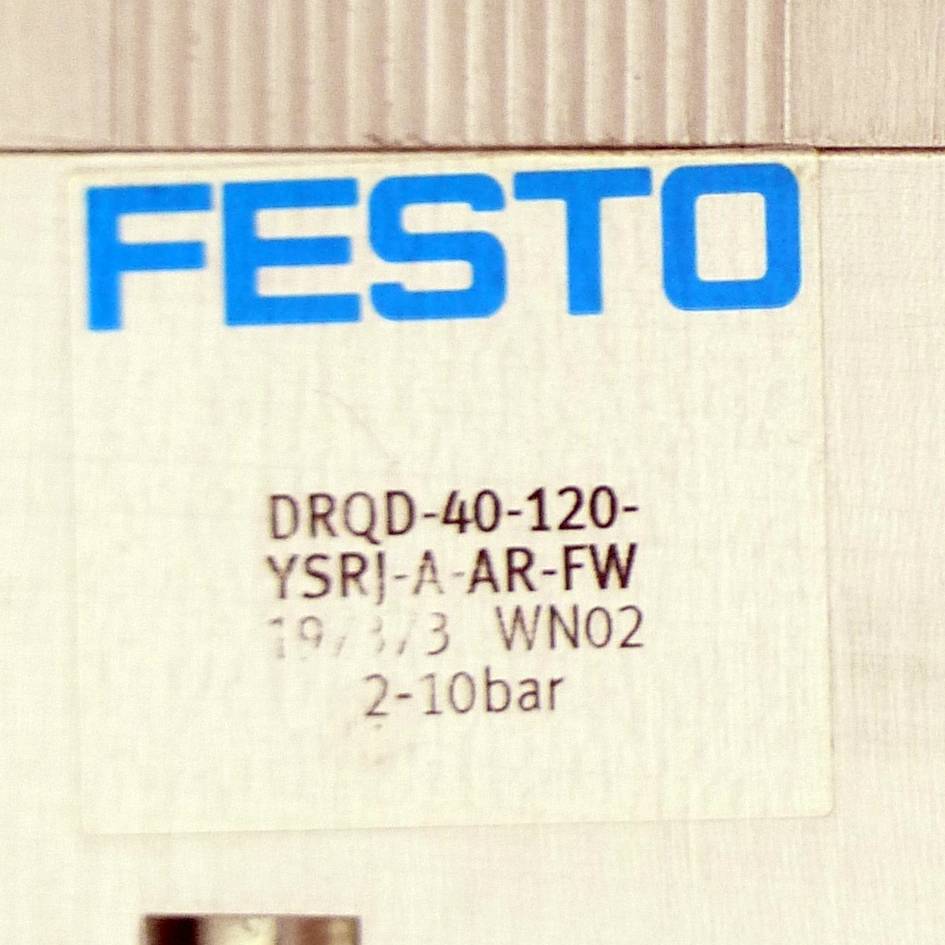 FESTO
DRQD-40-120-
YSRJ-A-AR-FW
WN02
2-10bar